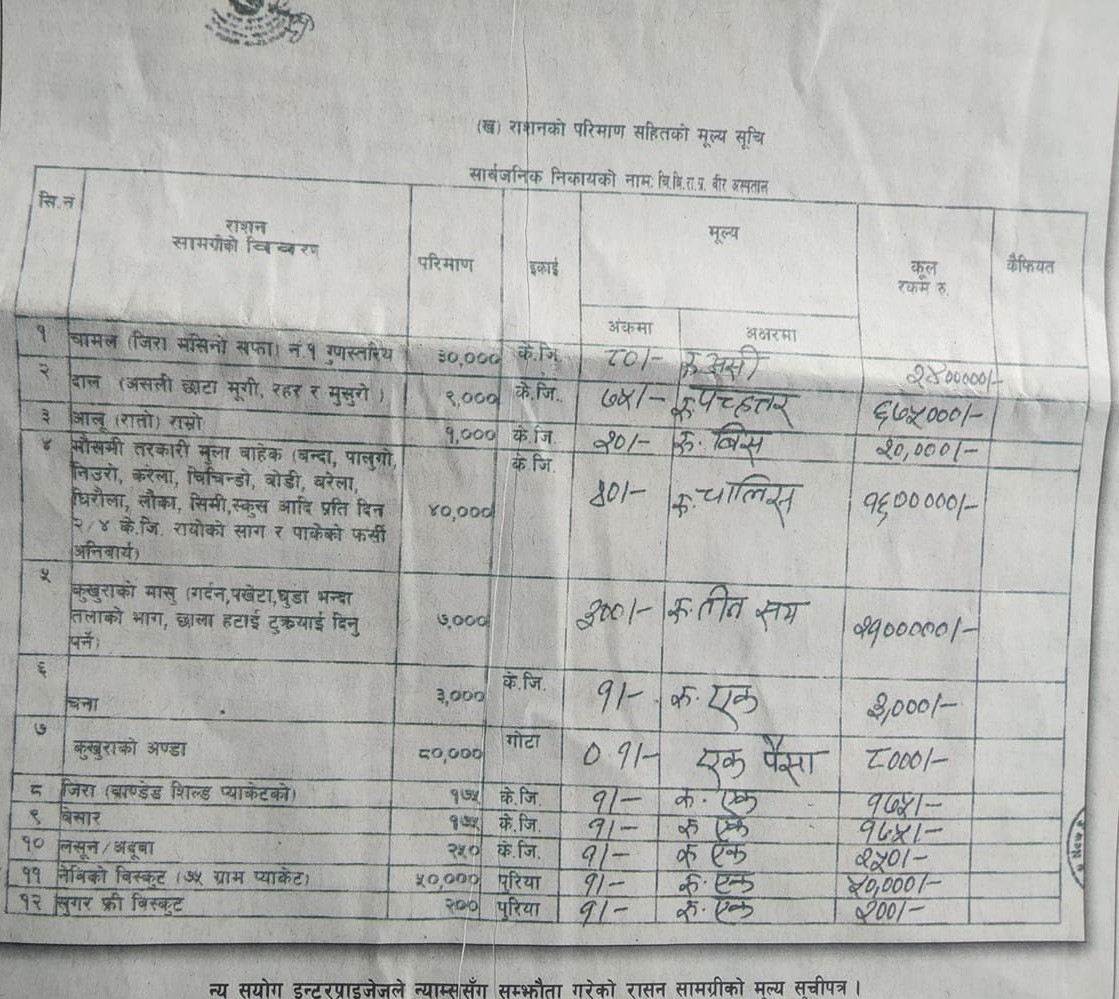 (ख) राशनको परिमाण सहितको मूल्य सूचि
सार्वजनिक निकायको नाम: चि.बि.रा.प्र. बीर अस्पताल
सि.नं राशन सामग्रीको विवरण परिमाण इकाई मूल्य कूल रकम रु. कैफियत
अंकमा अक्षरमा
१ चामल (जिरा मसिनो सफा) नं.१ गुणस्तरिय ३०,००० के.जि. ८०/- रु असी २४०००००/-
२ दाल (असली छाटा मूगी, रहर र मुसुरो ) ९,००० के.जि. ७५/- रु.पच्हत्तर ६७५०००/-
३ आलू (रातो) राम्रो १,००० के.जि. २०/- रु. बिस २०,०००/-
४ मौसमी तरकारी मूला बाहेक (बन्दा, पालुगो, के.जि.
निउरो, करेला, चिचिन्डो, बोडी, बरेला,
घिरौला, लौका, सिमी,स्कुस आदि प्रति दिन ४०,००० ४०/- रु.चालिस १६०००००/-
२/४ के.जि. रायोको साग र पाकेको फर्सी
अनिवार्य)
५ कुखुराको मासु (गर्दन,पखेटा,घुंडा भन्दा
तलाको भाग, छाला हटाई टुक्र्याई दिनु ७,००० ३००/- रु.तीन सय २१०००००/-
पर्ने)
६ चना ३,००० के.जि. १/- रु. एक ३,०००/-
७ कुखुराको अण्डा ८०,००० गोटा ०.१/- एक पैसा ८०००/-
८ जिरा (ब्राण्डेड शिल्ड प्याकेटको) १७५ के.जि. १/- रु. एक १७५/-
९ बेसार १७५ के.जि. १/- रु एक १७५/-
१० लसून/अदूवा २५० के.जि. १/- रु एक २५०/-
११ नेबिको बिस्कुट (७५ ग्राम प्याकेट) ५०,००० पुरिया १/- रु. एक ५०,०००/-
१२ सुगर फ्री बिस्कुट २०० पुरिया १/- रु. एक २००/-
न्य सयोग इन्टरप्राइजेजले न्याम्ससँग सम्झौता गरेको रासन सामग्रीको मूल्य सूचीपत्र ।